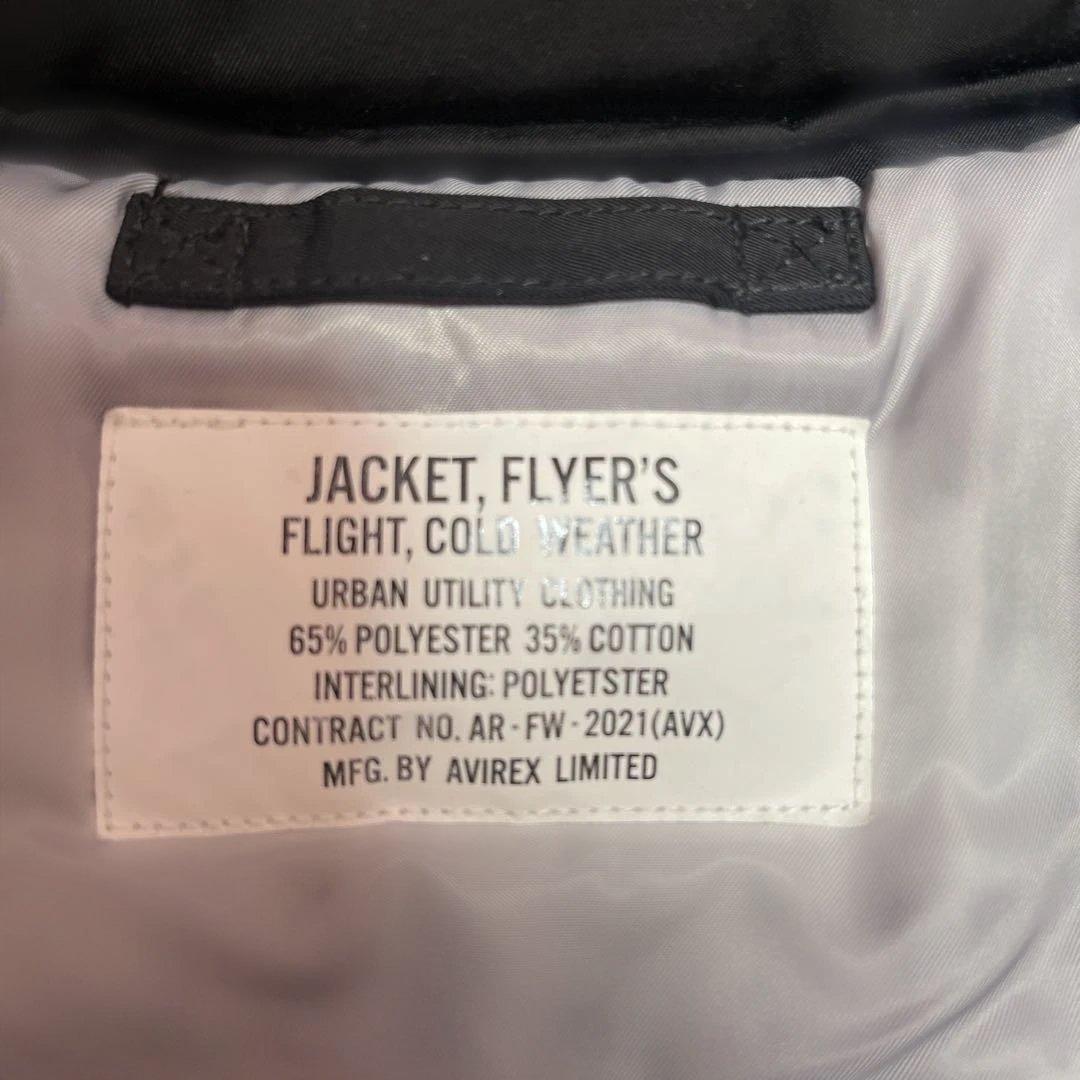 JACKET, FLYER'S
FLIGHT, COLD WEATHER
URBAN UTILITY CLOTHING
65% POLYESTER 35% COTTON
INTERLINING: POLYETSTER
CONTRACT NO. AR-FW-2021(AVX)
MFG. BY AVIREX LIMITED